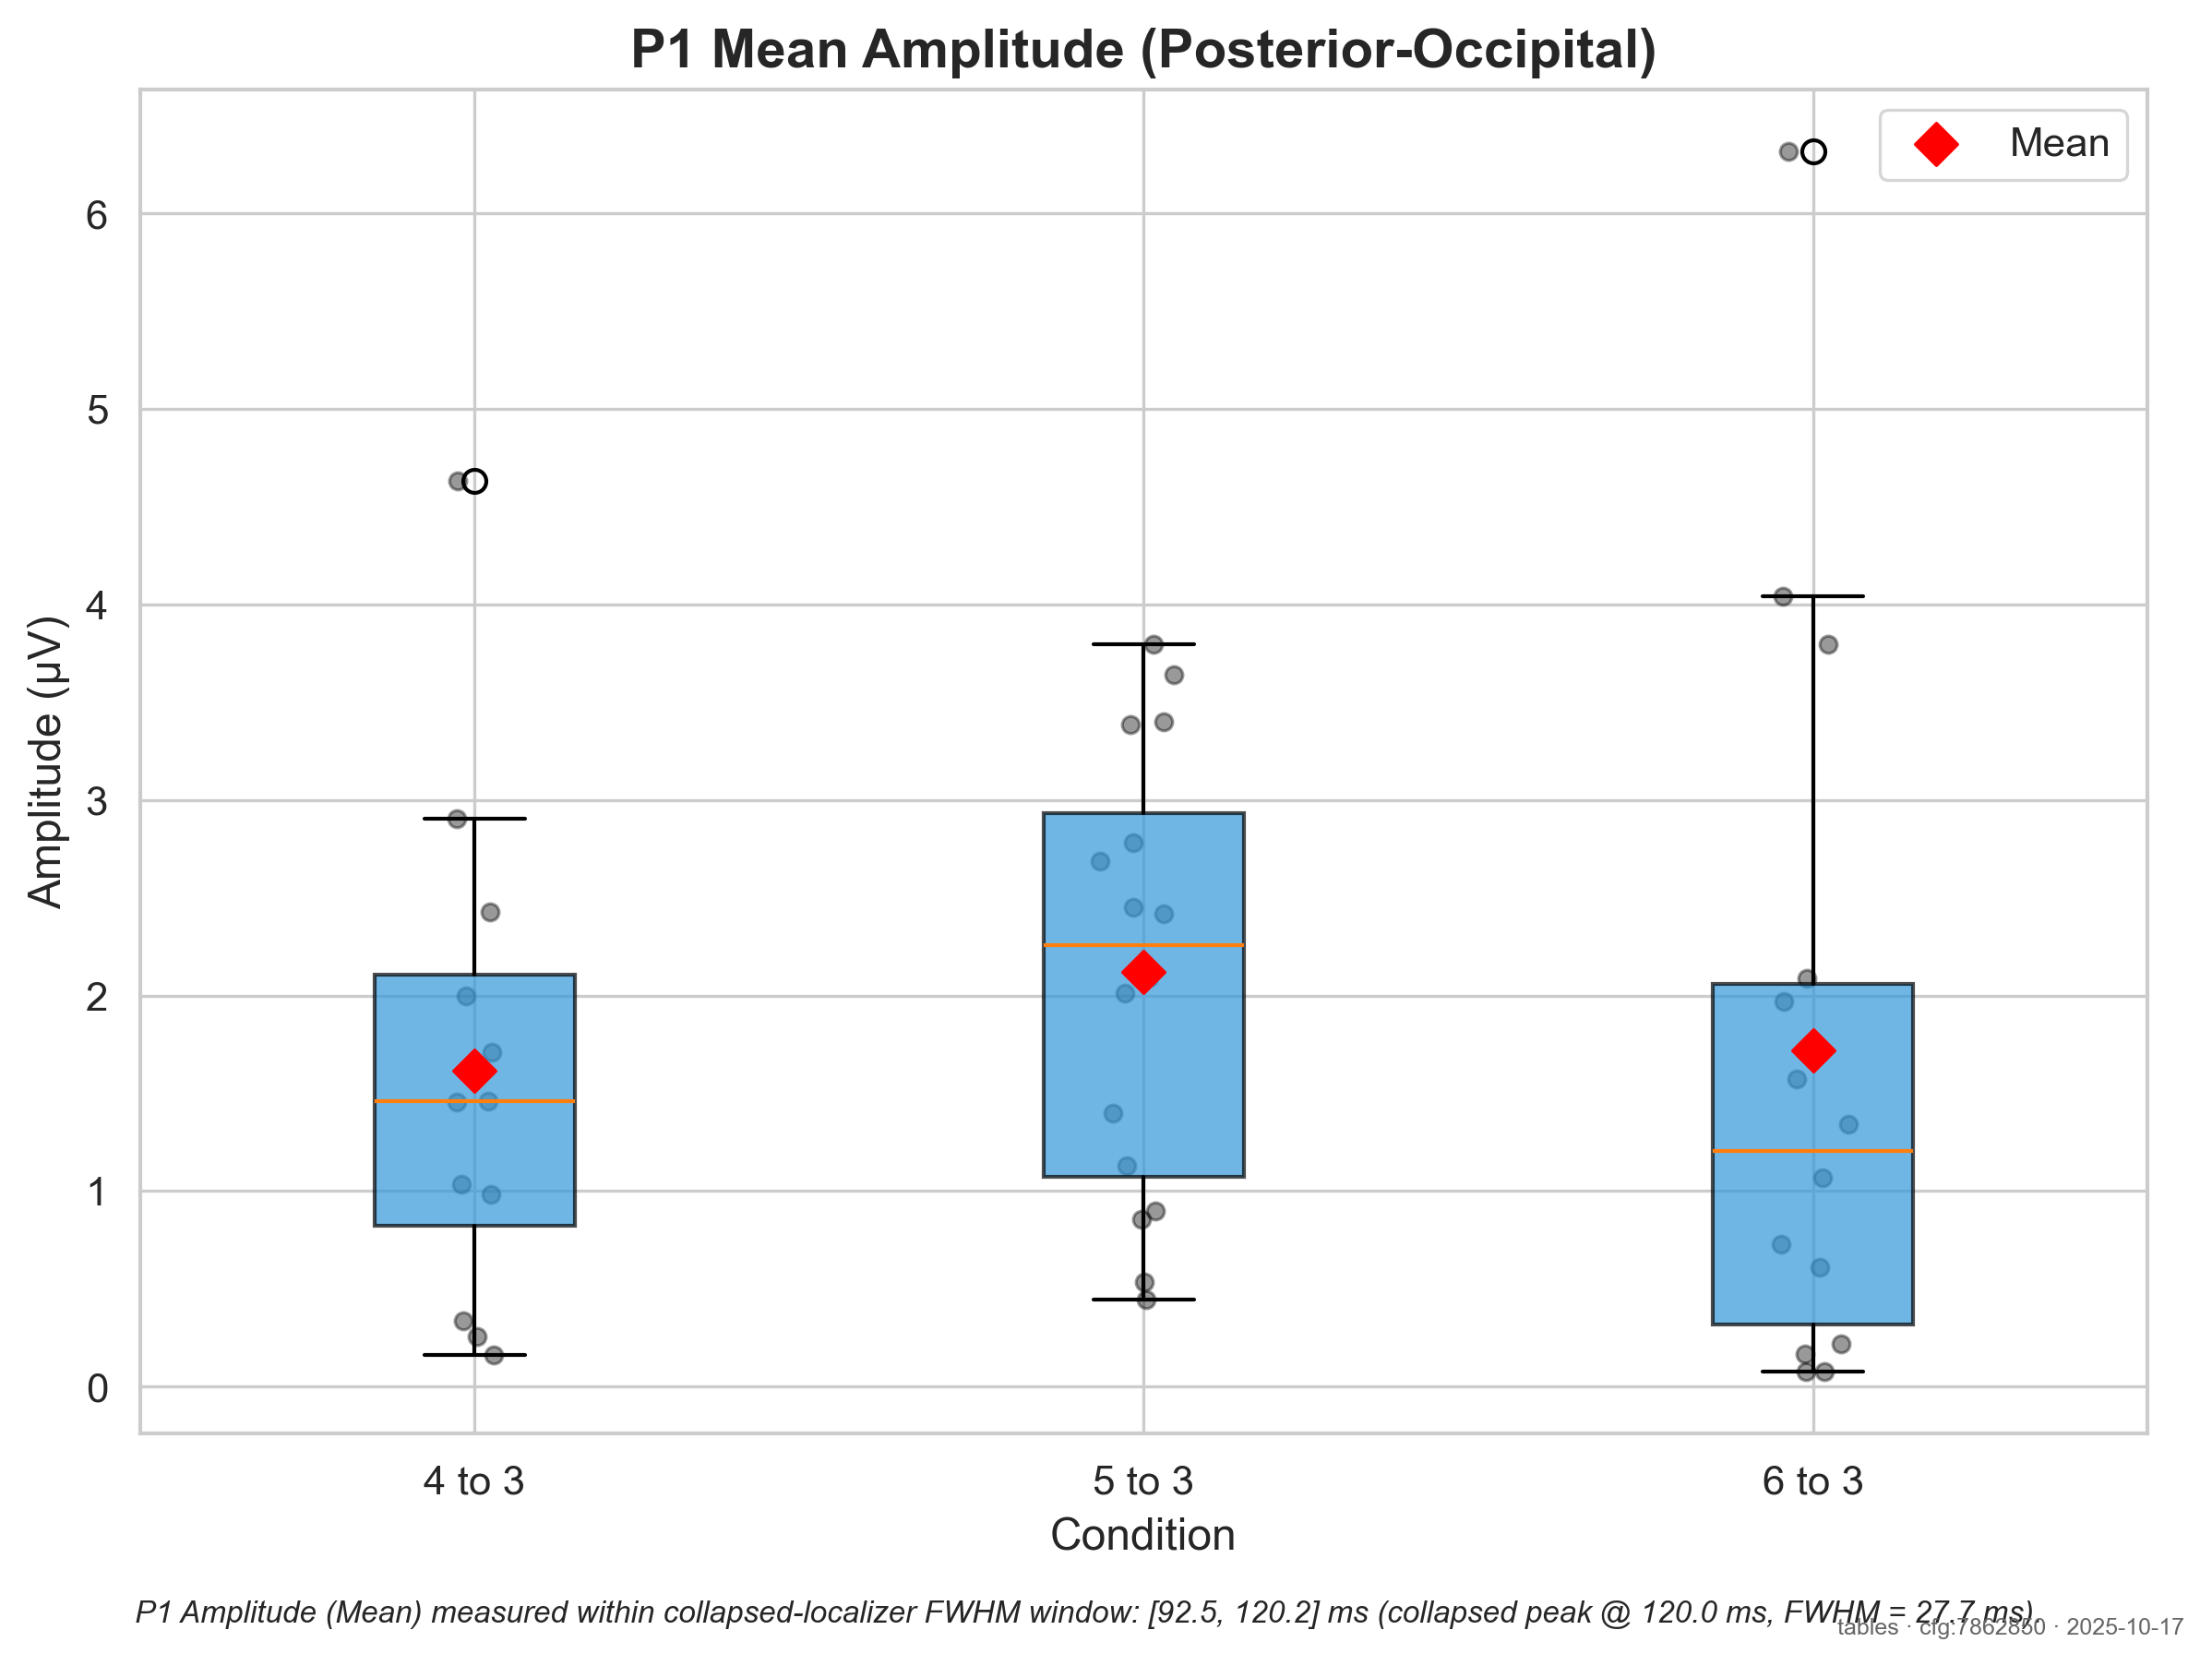 P1 Mean Amplitude (Posterior-Occipital)
Mean
Amplitude (µV)
6
5
4
3
2
1
0
4 to 3
5 to 3
6 to 3
Condition
P1 Amplitude (Mean) measured within collapsed-localizer FWHM window: [92.5, 120.2] ms (collapsed peak @ 120.0 ms, FWHM = 27.7 ms).
tables · cfg:7862850 · 2025-10-17